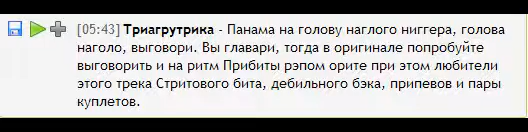 [05:43] Триагрутрика - Панама на голову наглого ниггера, голова
наголо, выговори. Вы главари, тогда в оригинале попробуйте
выговорить и на ритм Прибиты рэпом орите при этом любители
этого трека Стритового бита, дебильного бэка, припевов и пары
куплетов.